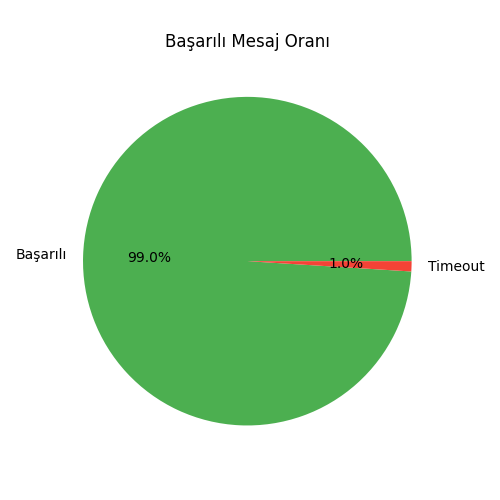 Başarılı Mesaj Oranı
Başarılı
99.0%
1.0%
Timeout